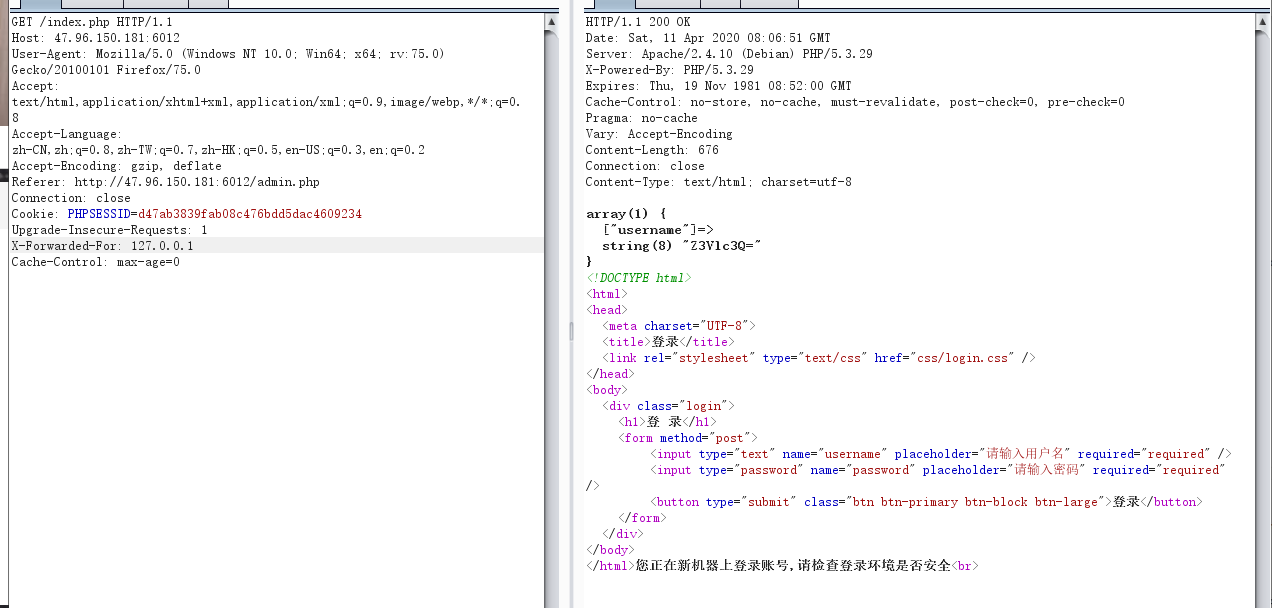 GET /index.php HTTP/1.1
Host: 47.96.150.181:6012
User-Agent: Mozilla/5.0 (Windows NT 10.0; Win64; x64; rv:75.0)
Gecko/20100101 Firefox/75.0
Accept:
text/html,application/xhtml+xml,application/xml;q=0.9,image/webp,*/*;q=0.
8
Accept-Language:
zh-CN,zh;q=0.8,zh-TW;q=0.7,zh-HK;q=0.5,en-US;q=0.3,en;q=0.2
Accept-Encoding: gzip, deflate
Referer: http://47.96.150.181:6012/admin.php
Connection: close
Cookie: PHPSESSID=d47ab3839fab08c476bdd5dac4609234
Upgrade-Insecure-Requests: 1
X-Forwarded-For: 127.0.0.1
Cache-Control: max-age=0
HTTP/1.1 200 OK
Date: Sat, 11 Apr 2020 08:06:51 GMT
Server: Apache/2.4.10 (Debian) PHP/5.3.29
X-Powered-By: PHP/5.3.29
Expires: Thu, 19 Nov 1981 08:52:00 GMT
Cache-Control: no-store, no-cache, must-revalidate, post-check=0, pre-check=0
Pragma: no-cache
Vary: Accept-Encoding
Content-Length: 676
Connection: close
Content-Type: text/html; charset=utf-8
array(1) {
["username"]=>
string(8) "Z3Vlc3Q="
}
<!DOCTYPE html>
<html>
<head>
<meta charset="UTF-8">
<title>登录</title>
<link rel="stylesheet" type="text/css" href="css/login.css" />
</head>
<body>
<div class="login">
<h1>登 录</h1>
<form method="post">
<input type="text" name="username" placeholder="请输入用户名" required="required" />
<input type="password" name="password" placeholder="请输入密码" required="required"
/>
<button type="submit" class="btn btn-primary btn-block btn-large">登录</button>
</form>
</div>
</body>
</html>您正在新机器上登录账号,请检查登录环境是否安全<br>